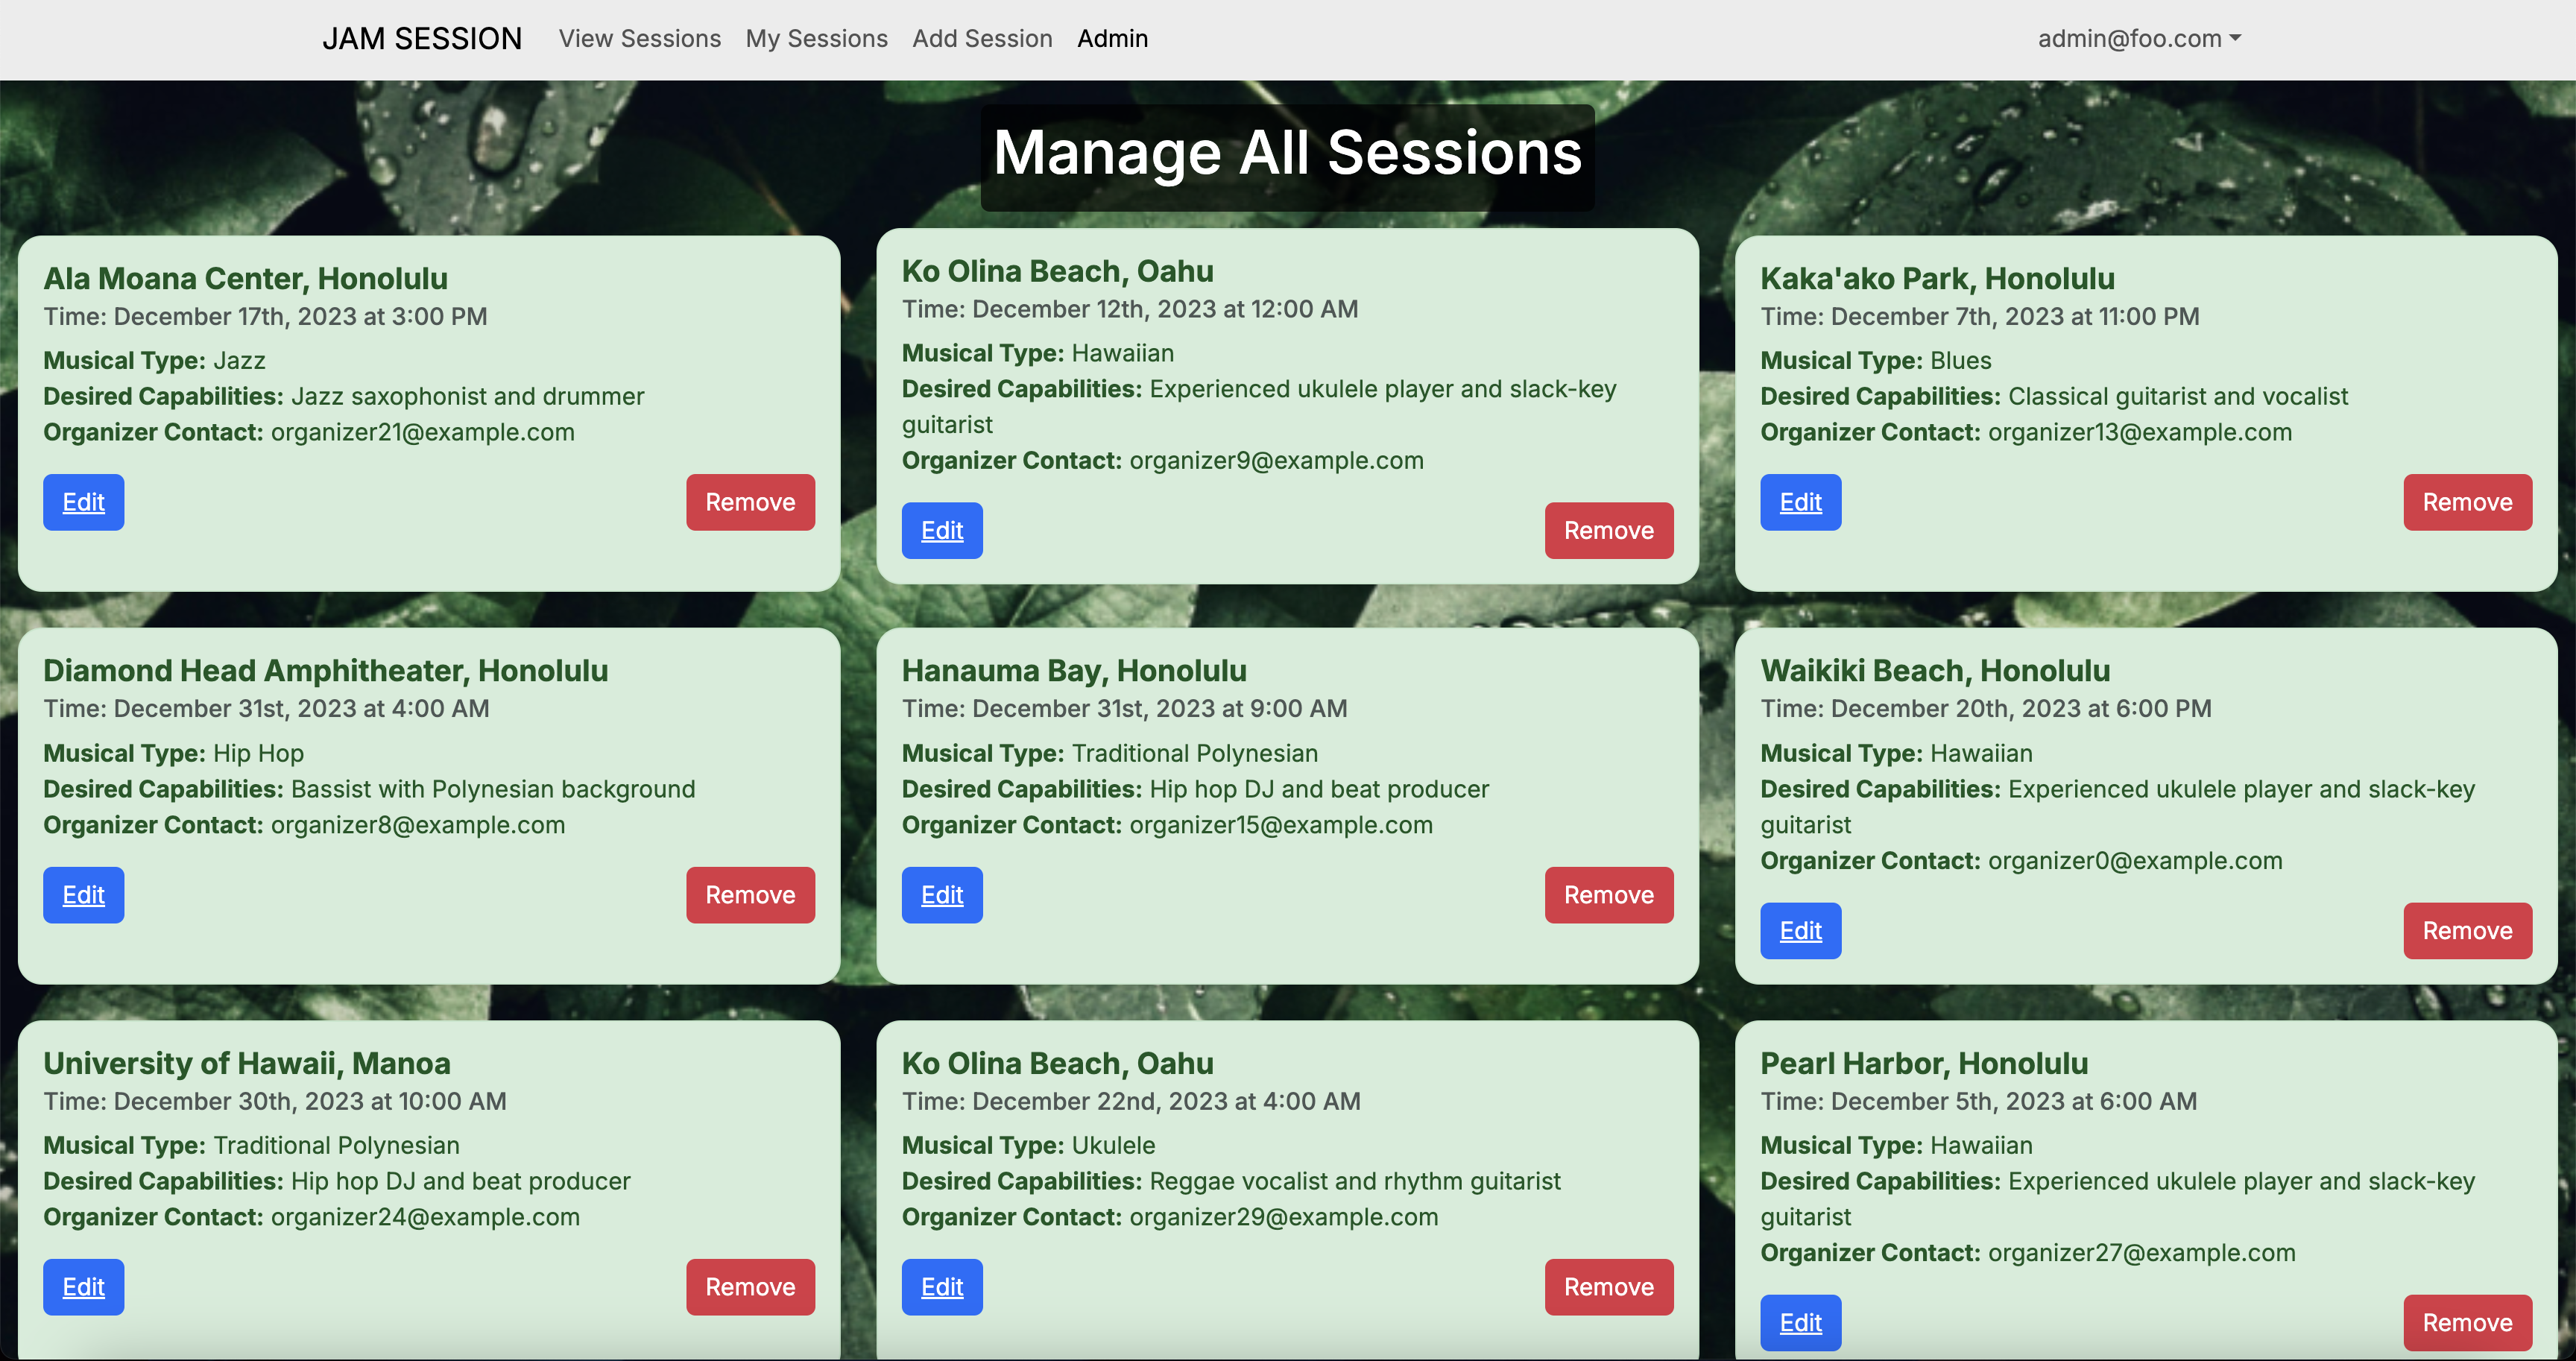 JAM SESSION View Sessions My Sessions Add Session Admin admin@foo.com
Manage All Sessions
Ala Moana Center, Honolulu
Time: December 17th, 2023 at 3:00 PM
Musical Type: Jazz
Desired Capabilities: Jazz saxophonist and drummer
Organizer Contact: organizer21@example.com
Edit Remove
Ko Olina Beach, Oahu
Time: December 12th, 2023 at 12:00 AM
Musical Type: Hawaiian
Desired Capabilities: Experienced ukulele player and slack-key
guitarist
Organizer Contact: organizer9@example.com
Edit Remove
Kaka'ako Park, Honolulu
Time: December 7th, 2023 at 11:00 PM
Musical Type: Blues
Desired Capabilities: Classical guitarist and vocalist
Organizer Contact: organizer13@example.com
Edit Remove
Diamond Head Amphitheater, Honolulu
Time: December 31st, 2023 at 4:00 AM
Musical Type: Hip Hop
Desired Capabilities: Bassist with Polynesian background
Organizer Contact: organizer8@example.com
Edit Remove
Hanauma Bay, Honolulu
Time: December 31st, 2023 at 9:00 AM
Musical Type: Traditional Polynesian
Desired Capabilities: Hip hop DJ and beat producer
Organizer Contact: organizer15@example.com
Edit Remove
Waikiki Beach, Honolulu
Time: December 20th, 2023 at 6:00 PM
Musical Type: Hawaiian
Desired Capabilities: Experienced ukulele player and slack-key
guitarist
Organizer Contact: organizer0@example.com
Edit Remove
University of Hawaii, Manoa
Time: December 30th, 2023 at 10:00 AM
Musical Type: Traditional Polynesian
Desired Capabilities: Hip hop DJ and beat producer
Organizer Contact: organizer24@example.com
Edit Remove
Ko Olina Beach, Oahu
Time: December 22nd, 2023 at 4:00 AM
Musical Type: Ukulele
Desired Capabilities: Reggae vocalist and rhythm guitarist
Organizer Contact: organizer29@example.com
Edit Remove
Pearl Harbor, Honolulu
Time: December 5th, 2023 at 6:00 AM
Musical Type: Hawaiian
Desired Capabilities: Experienced ukulele player and slack-key
guitarist
Organizer Contact: organizer27@example.com
Edit Remove